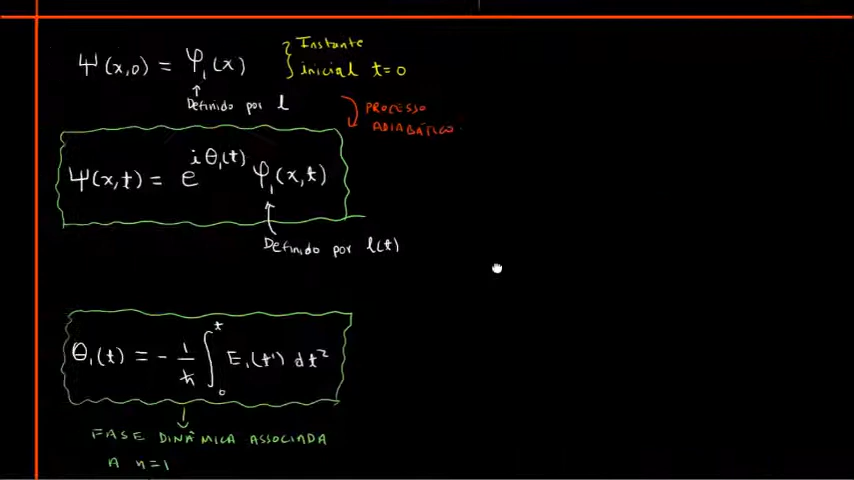 Ψ(x,0) = φ₁(x)
Instante
inicial t=0
↑
Definido por l
PROCESSO
ADIABÁTICO
Ψ(x,t) = e^{iθ₁(t)} φ₁(x,t)
Definido por l(t)
θ₁(t) = -1/ħ ∫₀ᵗ E₁(t') dt²
FASE DINÂMICA ASSOCIADA
A n=1